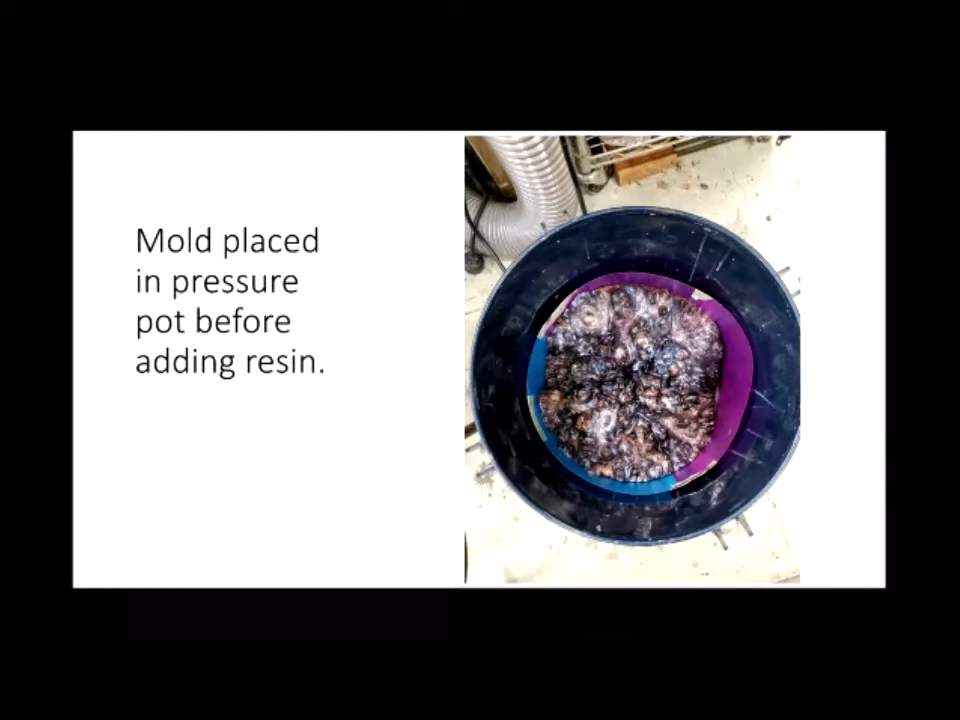 Mold placed
in pressure
pot before
adding resin.